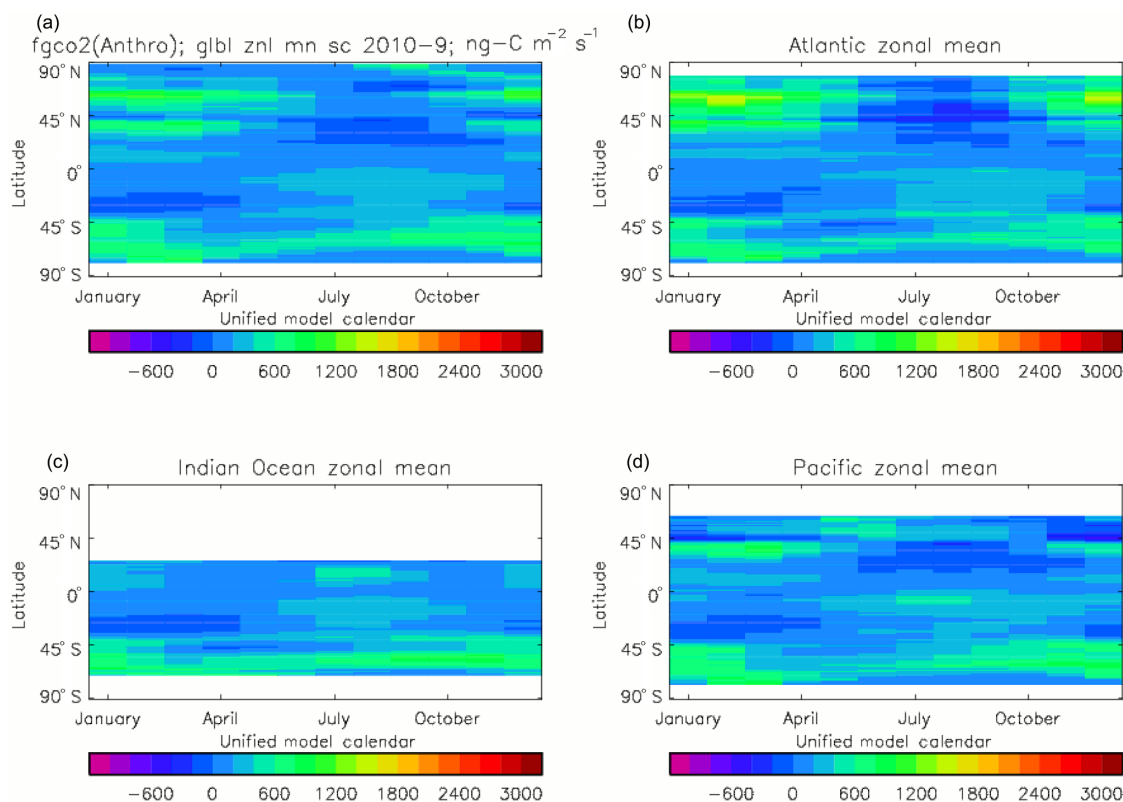 (a)
fgco2(Anthro); glbl znl mn sc 2010-9; ng-C m⁻² s⁻¹
90° N
45° N
0°
45° S
90° S
Latitude
January April July October
Unified model calendar
-600 0 600 1200 1800 2400 3000
(b)
Atlantic zonal mean
90° N
45° N
0°
45° S
90° S
Latitude
January April July October
Unified model calendar
-600 0 600 1200 1800 2400 3000
(c)
Indian Ocean zonal mean
90° N
45° N
0°
45° S
90° S
Latitude
January April July October
Unified model calendar
-600 0 600 1200 1800 2400 3000
(d)
Pacific zonal mean
90° N
45° N
0°
45° S
90° S
Latitude
January April July October
Unified model calendar
-600 0 600 1200 1800 2400 3000